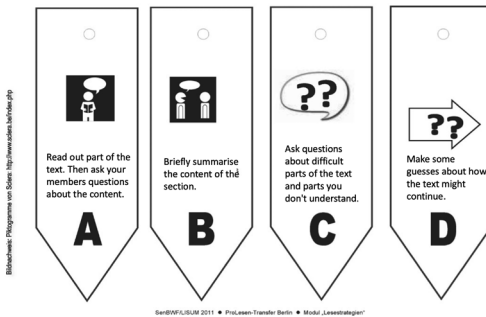 Bildnachweis: Piktogramme von Sclera: http://www.sclera.be/index.php
??
??
Read out part of the
text. Then ask your
members questions
about the content.
A
Briefly summarise
the content of the
section.
B
Ask questions
about difficult
parts of the text
and parts you
don't understand.
C
Make some
guesses about how
the text might
continue.
D
SenBWF/LISUM 2011 ● ProLesen-Transfer Berlin ● Modul „Lesestrategien"